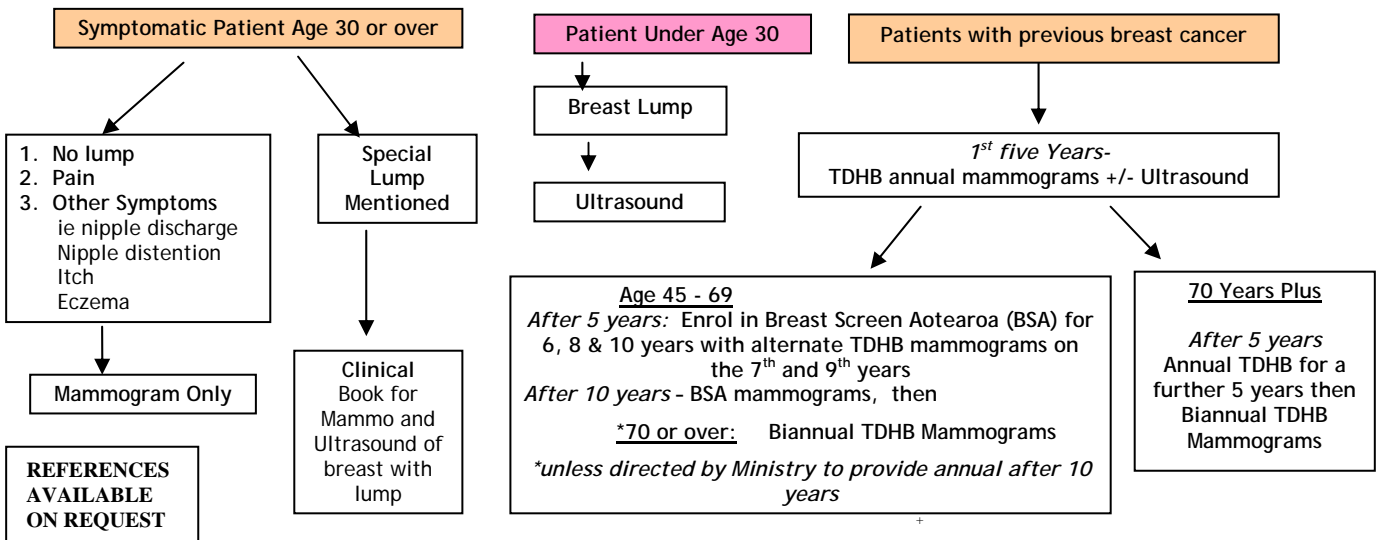 Symptomatic Patient Age 30 or over
1. No lump
2. Pain
3. Other Symptoms
ie nipple discharge
Nipple distention
Itch
Eczema
Mammogram Only
REFERENCES
AVAILABLE
ON REQUEST
Special
Lump
Mentioned
Clinical
Book for
Mammo and
Ultrasound of
breast with
lump
Patient Under Age 30
Breast Lump
Ultrasound
Patients with previous breast cancer
1st five Years-
TDHB annual mammograms +/- Ultrasound
Age 45 - 69
After 5 years: Enrol in Breast Screen Aotearoa (BSA) for
6, 8 & 10 years with alternate TDHB mammograms on
the 7th and 9th years
After 10 years – BSA mammograms, then
*70 or over: Biannual TDHB Mammograms
*unless directed by Ministry to provide annual after 10
years
+
70 Years Plus
After 5 years
Annual TDHB for a
further 5 years then
Biannual TDHB
Mammograms